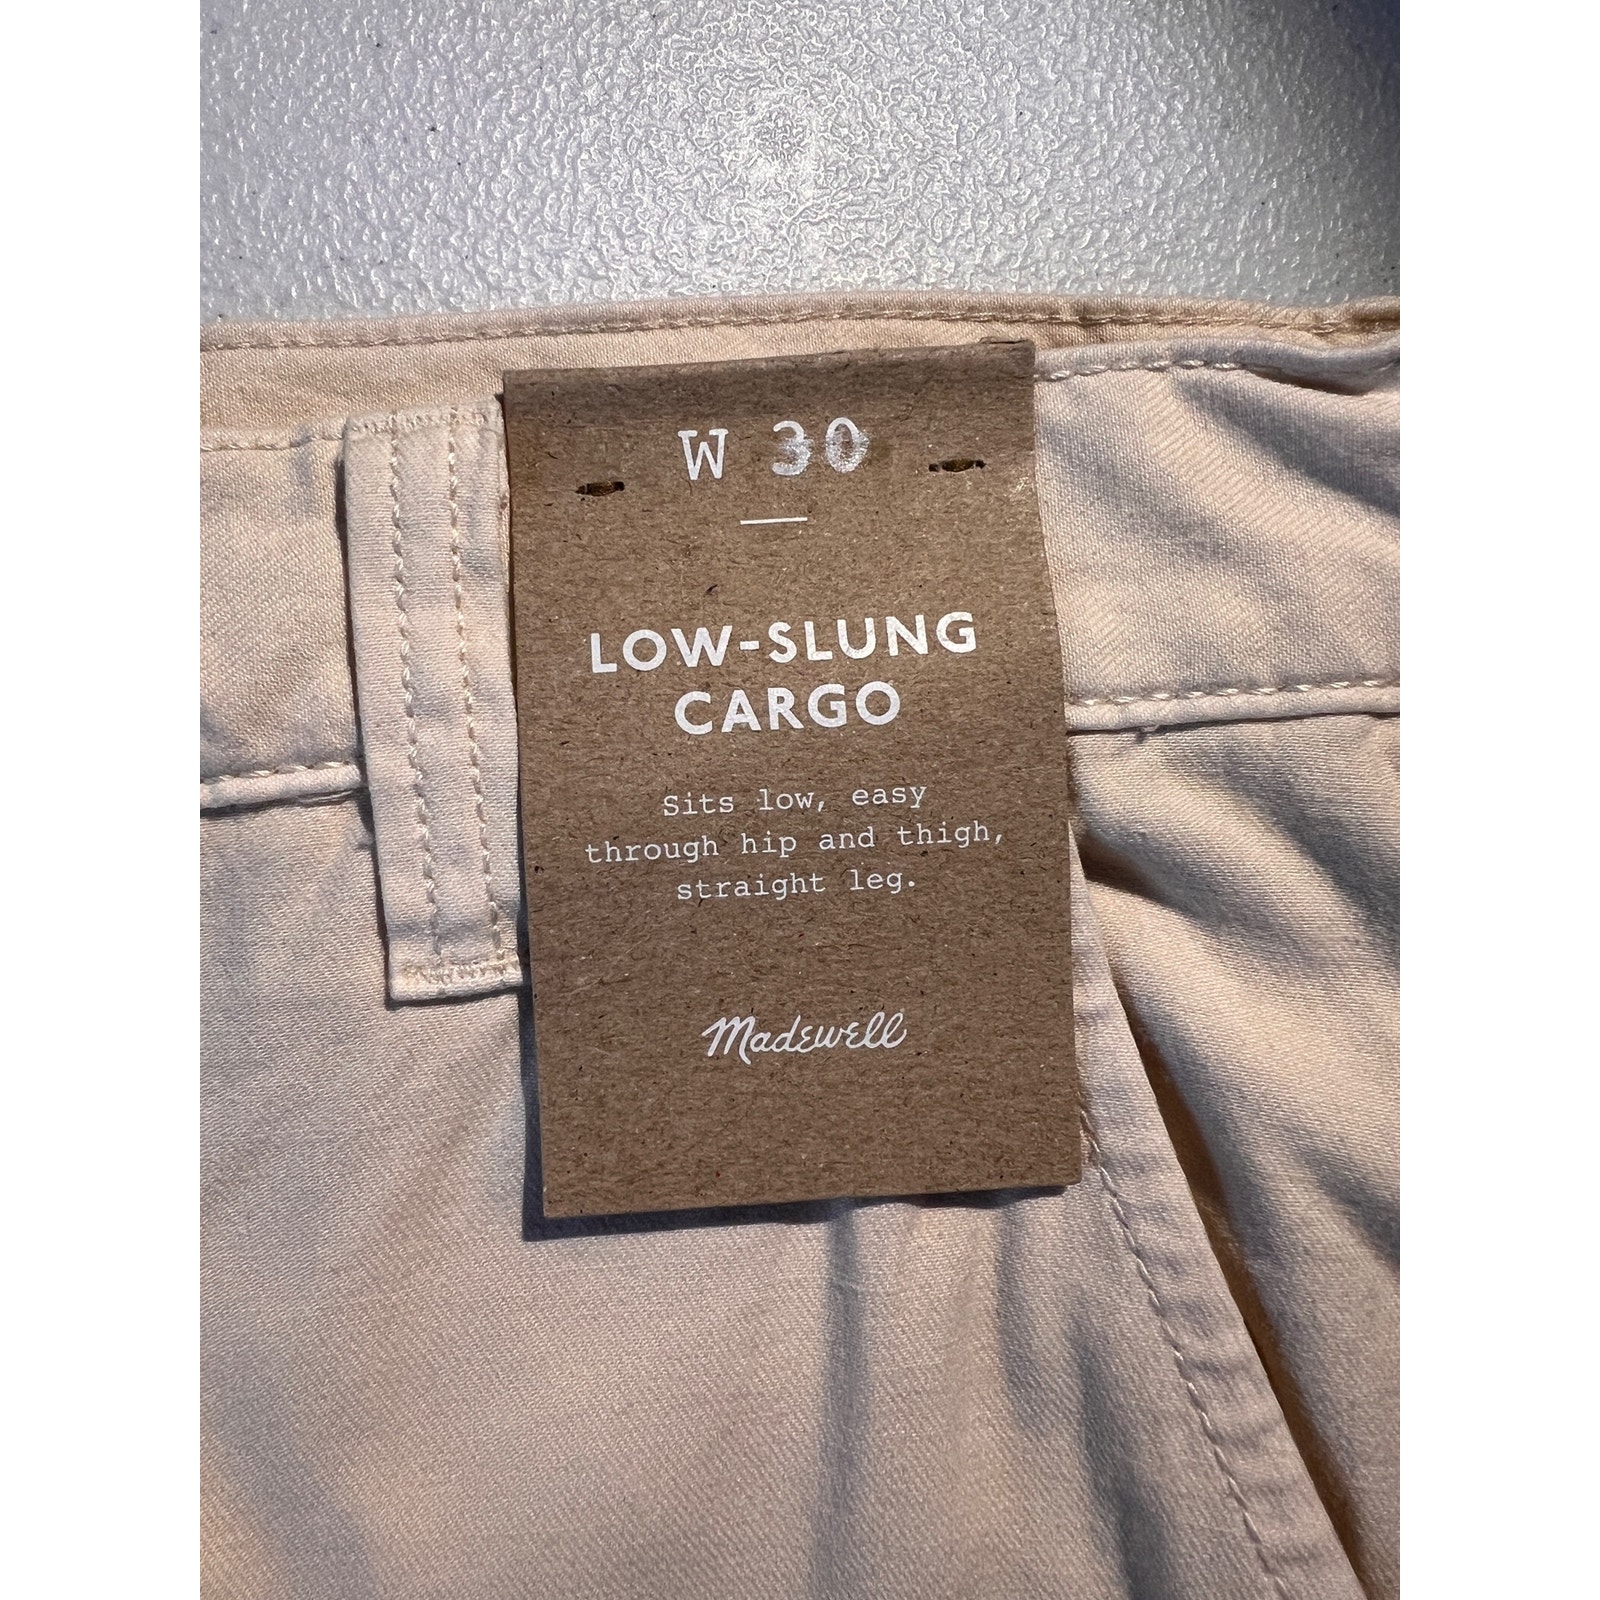 W 30
LOW-SLUNG
CARGO
Sits low, easy
through hip and thigh,
straight leg.
Madewell